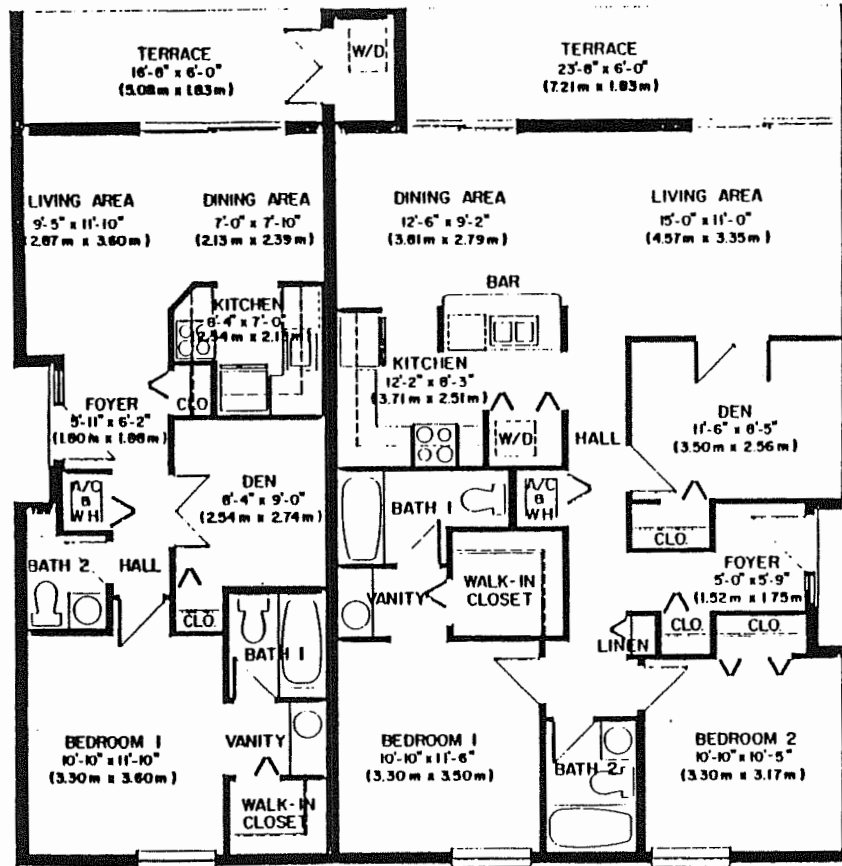 TERRACE
16'-8" x 6'-0"
(5.08m x 1.83m)
W/D
TERRACE
23'-8" x 6'-0"
(7.21m x 1.83m)
LIVING AREA
9'-5" x 11'-10"
(2.87m x 3.60m)
DINING AREA
7'-0" x 7'-10"
(2.13m x 2.39m)
DINING AREA
12'-6" x 9'-2"
(3.81m x 2.79m)
LIVING AREA
15'-0" x 11'-0"
(4.57m x 3.35m)
BAR
KITCHEN
8'-4" x 7'-0"
(2.54m x 2.13m)
KITCHEN
12'-2" x 8'-3"
(3.71m x 2.51m)
FOYER
5'-11" x 6'-2"
(1.80m x 1.88m)
CLO
W/D
HALL
DEN
11'-6" x 8'-5"
(3.50m x 2.56m)
DEN
8'-4" x 9'-0"
(2.54m x 2.74m)
A/C
&
WH
BATH 1
A/C
&
WH
CLO.
BATH 2
HALL
FOYER
5'-0" x 5'-9"
(1.52m x 1.75m)
VANITY
WALK-IN
CLOSET
CLO.
BATH 1
LINEN
CLO.
CLO.
BEDROOM 1
10'-10" x 11'-10"
(3.30m x 3.60m)
VANITY
WALK-IN
CLOSET
BEDROOM 1
10'-10" x 11'-6"
(3.30m x 3.50m)
BATH 2
BEDROOM 2
10'-10" x 10'-5"
(3.30m x 3.17m)